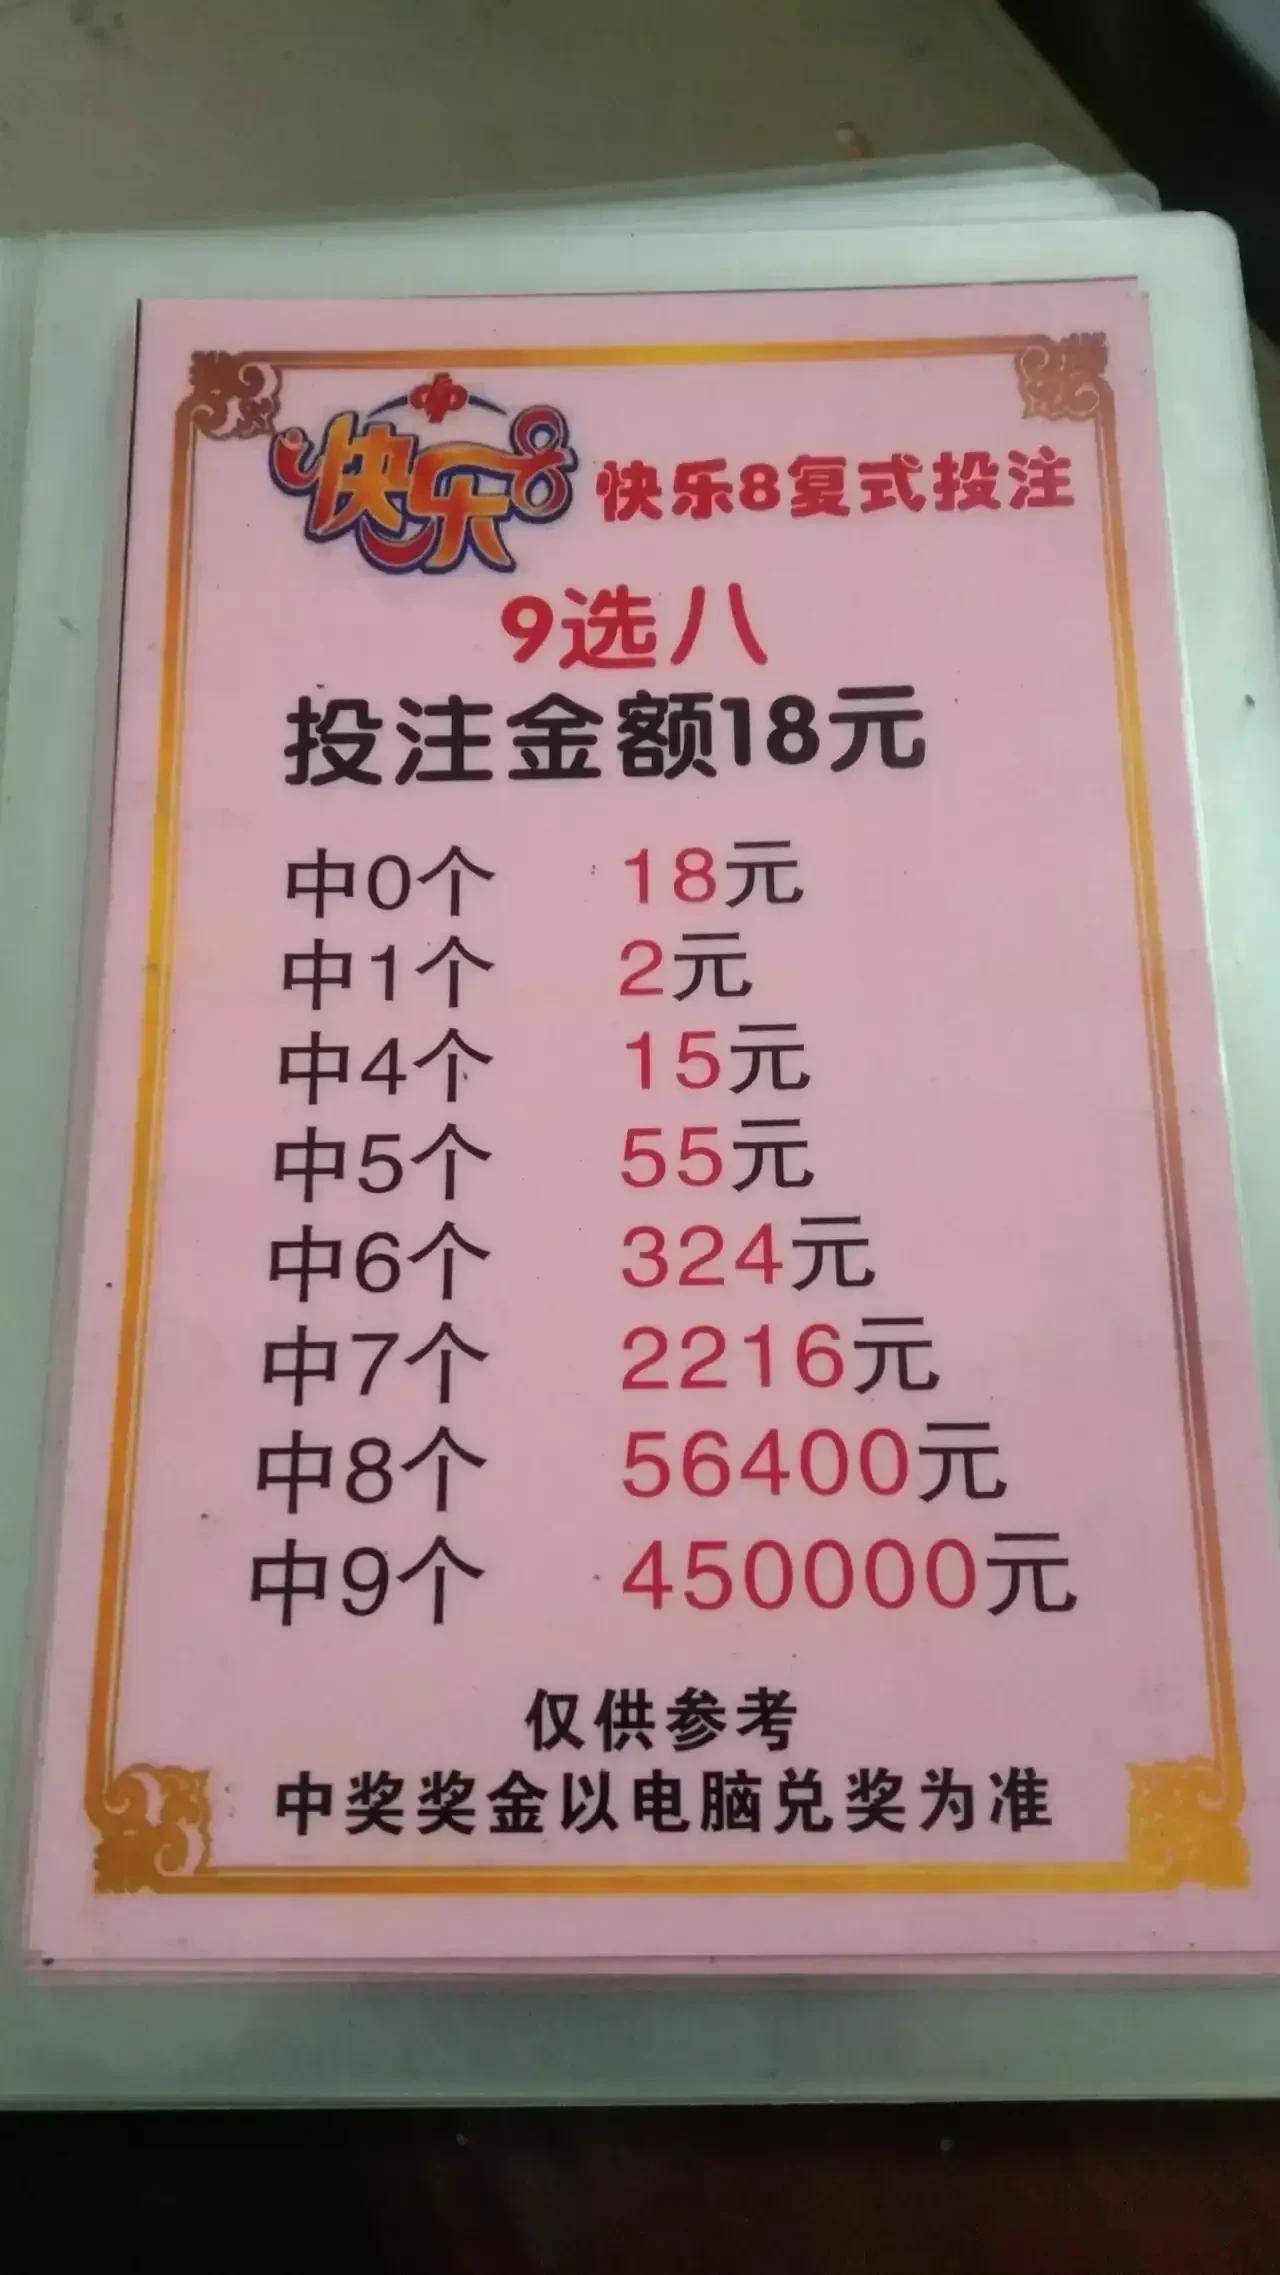 快乐8 快乐8复式投注
9选八
投注金额18元
中0个 18元
中1个 2元
中4个 15元
中5个 55元
中6个 324元
中7个 2216元
中8个 56400元
中9个 450000元
仅供参考
中奖奖金以电脑兑奖为准